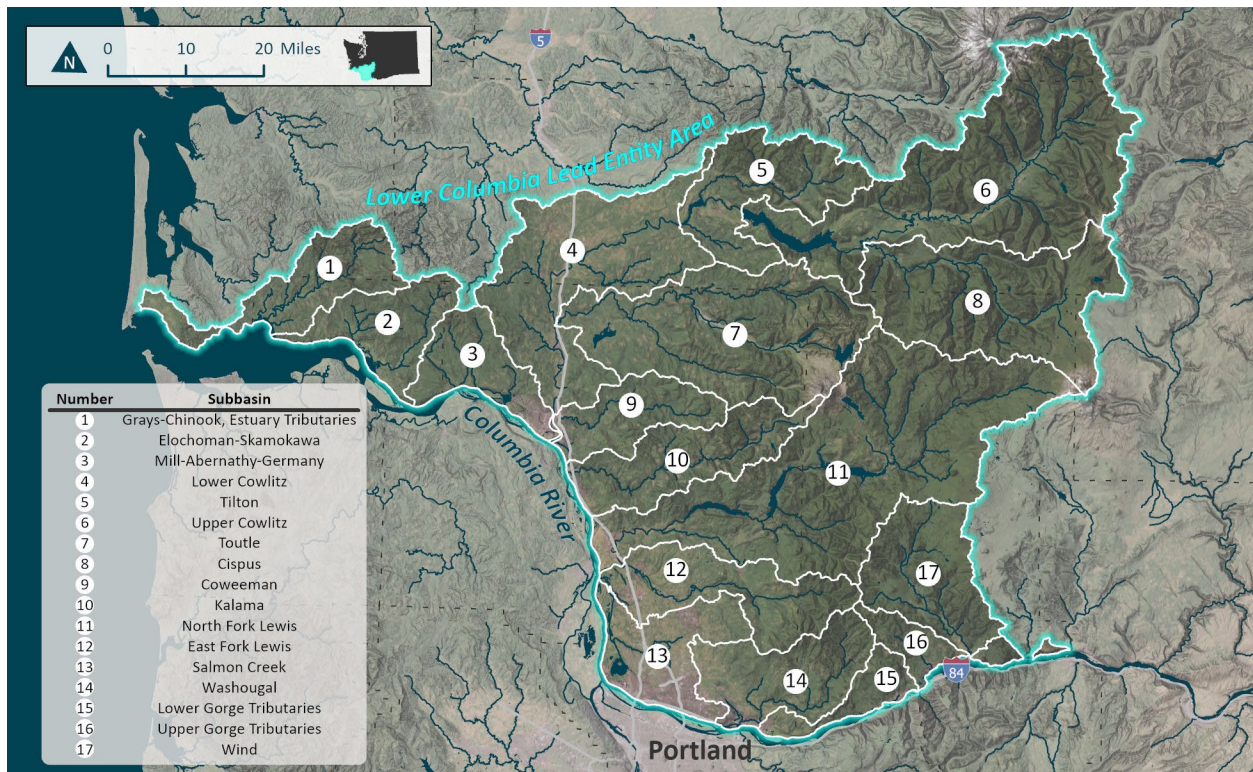 N
0 10 20 Miles
5
Lower Columbia Lead Entity Area
1
2
3
4
5
6
7
8
9
10
11
12
13
14
15
16
17
Columbia River
84
Portland
Number Subbasin
1 Grays-Chinook, Estuary Tributaries
2 Elochoman-Skamokawa
3 Mill-Abernathy-Germany
4 Lower Cowlitz
5 Tilton
6 Upper Cowlitz
7 Toutle
8 Cispus
9 Coweeman
10 Kalama
11 North Fork Lewis
12 East Fork Lewis
13 Salmon Creek
14 Washougal
15 Lower Gorge Tributaries
16 Upper Gorge Tributaries
17 Wind